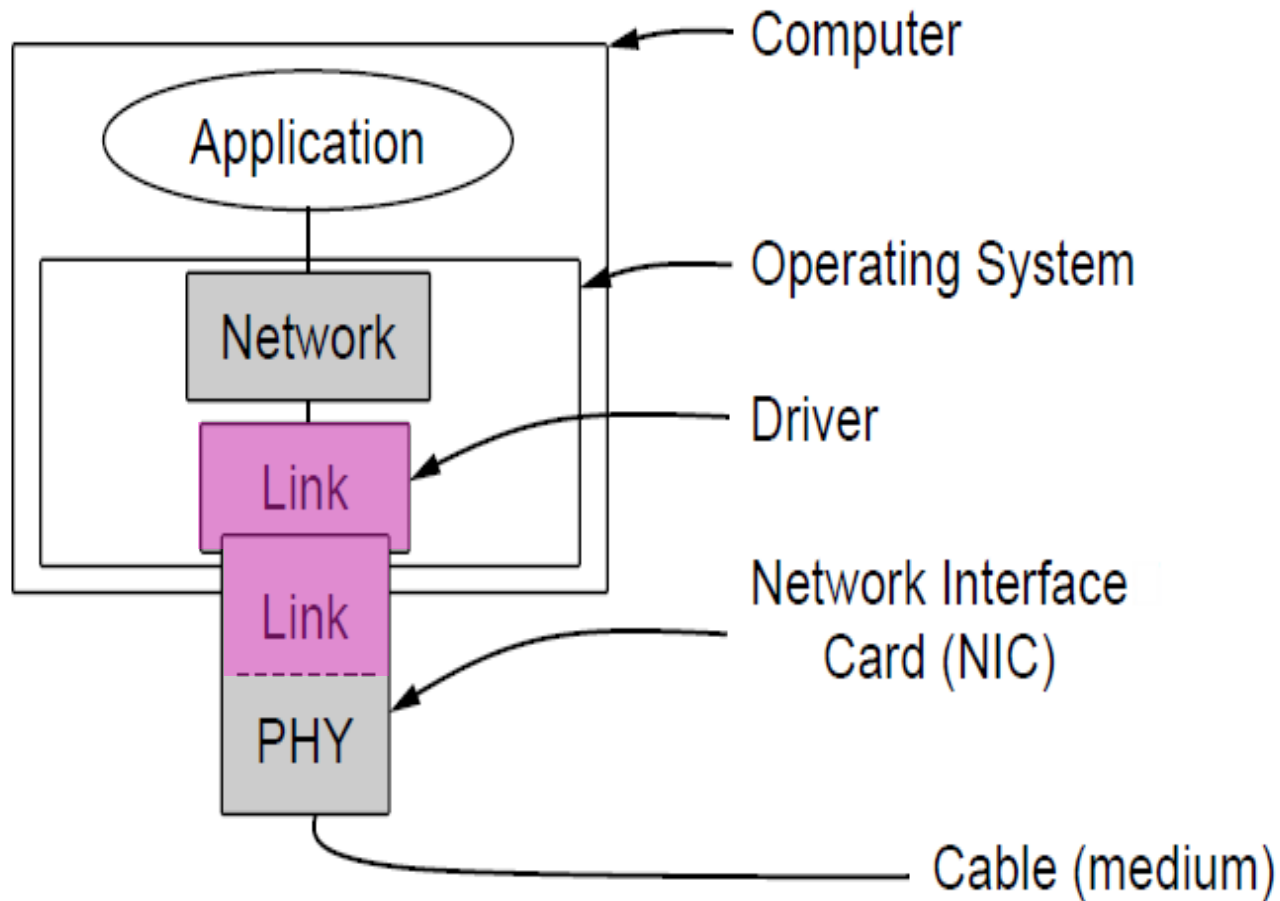 Computer
Application
Operating System
Network
Driver
Link
Network Interface
Card (NIC)
Link
PHY
Cable (medium)